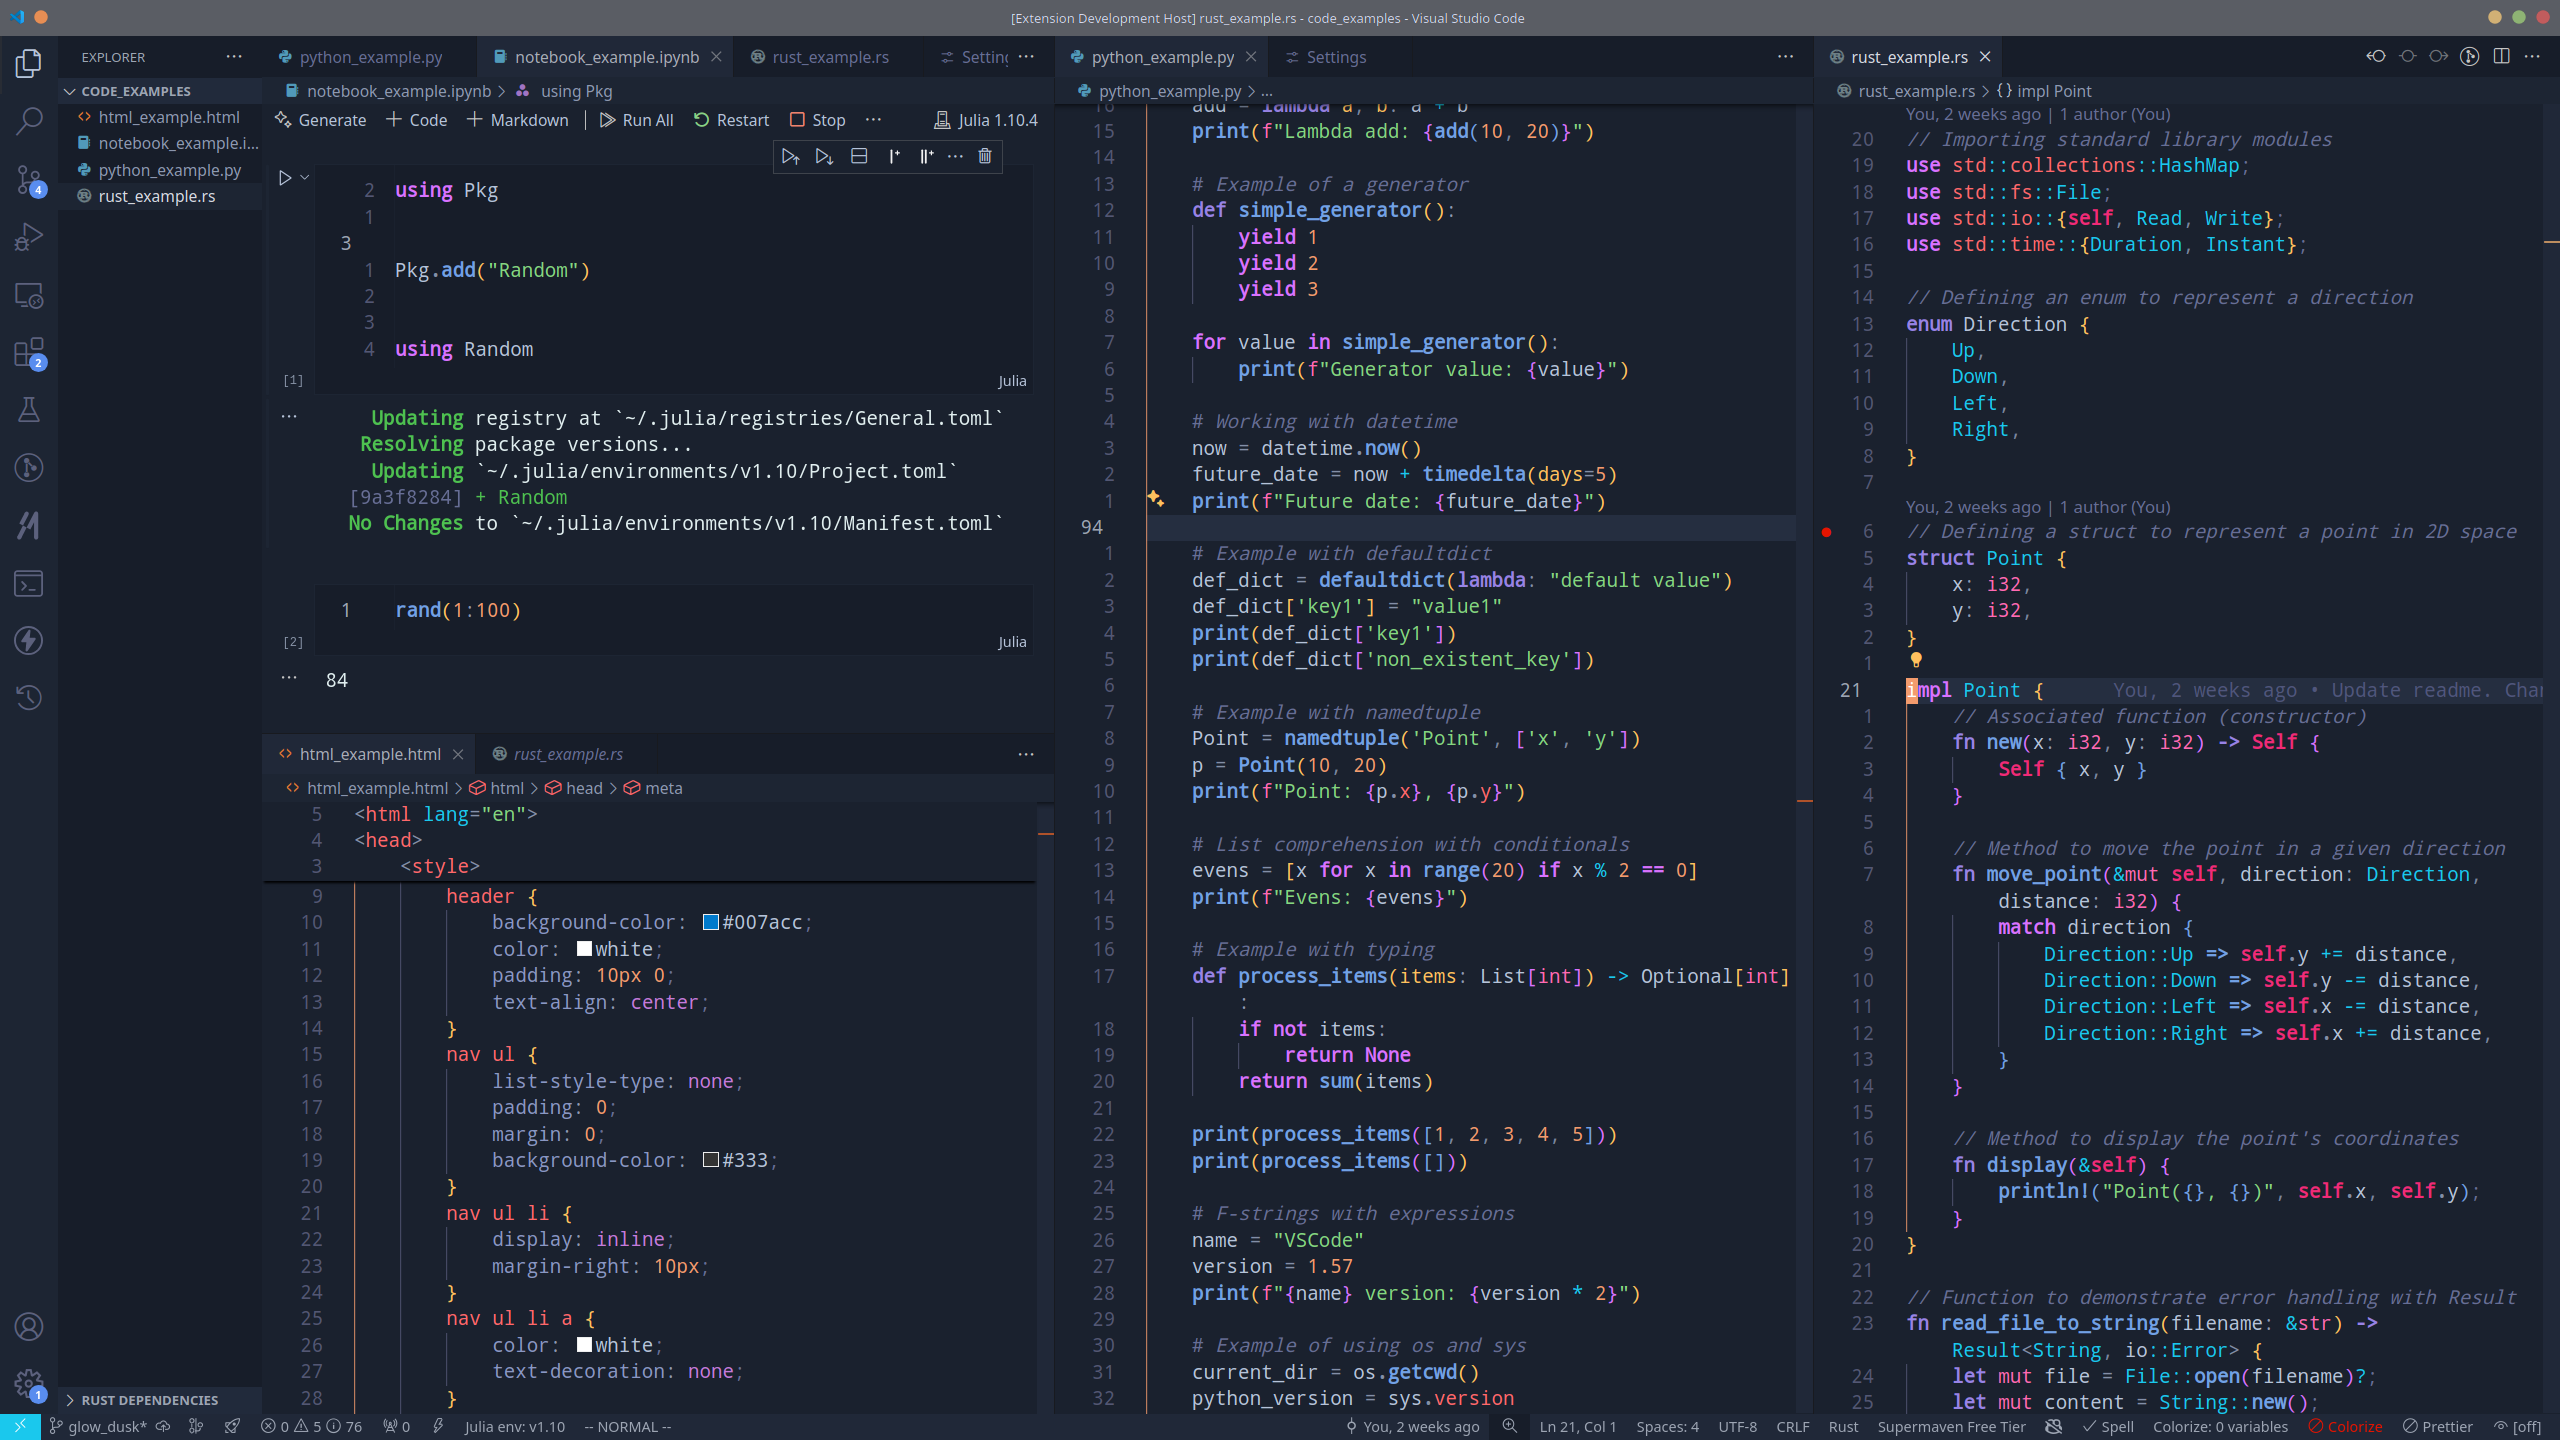 [Extension Development Host] rust_example.rs - code_examples - Visual Studio Code
EXPLORER
CODE_EXAMPLES
html_example.html
notebook_example.i...
python_example.py
rust_example.rs
4
2
1
RUST DEPENDENCIES
python_example.py
notebook_example.ipynb
rust_example.rs
notebook_example.ipynb > using Pkg
Generate + Code + Markdown Run All Restart Stop ... Julia 1.10.4
2 using Pkg
1
3
1 Pkg.add("Random")
2
3
4 using Random
[1] Julia
Updating registry at `~/.julia/registries/General.toml`
Resolving package versions...
Updating `~/.julia/environments/v1.10/Project.toml`
[9a3f8284] + Random
No Changes to `~/.julia/environments/v1.10/Manifest.toml`
1 rand(1:100)
[2] Julia
84
html_example.html
rust_example.rs
html_example.html > html > head > meta
5 <html lang="en">
4 <head>
3 <style>
9 header {
10 background-color: #007acc;
11 color: white;
12 padding: 10px 0;
13 text-align: center;
14 }
15 nav ul {
16 list-style-type: none;
17 padding: 0;
18 margin: 0;
19 background-color: #333;
20 }
21 nav ul li {
22 display: inline;
23 margin-right: 10px;
24 }
25 nav ul li a {
26 color: white;
27 text-decoration: none;
28 }
python_example.py
Settings
python_example.py > ...
16 add = lambda a, b: a + b
15 print(f"Lambda add: {add(10, 20)}")
14
13 # Example of a generator
12 def simple_generator():
11 yield 1
10 yield 2
9 yield 3
8
7 for value in simple_generator():
6 print(f"Generator value: {value}")
5
4 # Working with datetime
3 now = datetime.now()
2 future_date = now + timedelta(days=5)
1 print(f"Future date: {future_date}")
94
1 # Example with defaultdict
2 def_dict = defaultdict(lambda: "default value")
3 def_dict['key1'] = "value1"
4 print(def_dict['key1'])
5 print(def_dict['non_existent_key'])
6
7 # Example with namedtuple
8 Point = namedtuple('Point', ['x', 'y'])
9 p = Point(10, 20)
10 print(f"Point: {p.x}, {p.y}")
11
12 # List comprehension with conditionals
13 evens = [x for x in range(20) if x % 2 == 0]
14 print(f"Evens: {evens}")
15
16 # Example with typing
17 def process_items(items: List[int]) -> Optional[int]
:
18 if not items:
19 return None
20 return sum(items)
21
22 print(process_items([1, 2, 3, 4, 5]))
23 print(process_items([]))
24
25 # F-strings with expressions
26 name = "VSCode"
27 version = 1.57
28 print(f"{name} version: {version * 2}")
29
30 # Example of using os and sys
31 current_dir = os.getcwd()
32 python_version = sys.version
rust_example.rs
rust_example.rs > {} impl Point
You, 2 weeks ago | 1 author (You)
20 // Importing standard library modules
19 use std::collections::HashMap;
18 use std::fs::File;
17 use std::io::{self, Read, Write};
16 use std::time::{Duration, Instant};
15
14 // Defining an enum to represent a direction
13 enum Direction {
12 Up,
11 Down,
10 Left,
9 Right,
8 }
7
You, 2 weeks ago | 1 author (You)
6 // Defining a struct to represent a point in 2D space
5 struct Point {
4 x: i32,
3 y: i32,
2 }
1
21 impl Point { You, 2 weeks ago • Update readme.
1 // Associated function (constructor)
2 fn new(x: i32, y: i32) -> Self {
3 Self { x, y }
4 }
5
6 // Method to move the point in a given direction
7 fn move_point(&mut self, direction: Direction,
distance: i32) {
8 match direction {
9 Direction::Up => self.y += distance,
10 Direction::Down => self.y -= distance,
11 Direction::Left => self.x -= distance,
12 Direction::Right => self.x += distance,
13 }
14 }
15
16 // Method to display the point's coordinates
17 fn display(&self) {
18 println!("Point({}, {})", self.x, self.y);
19 }
20 }
21
22 // Function to demonstrate error handling with Result
23 fn read_file_to_string(filename: &str) ->
Result<String, io::Error> {
24 let mut file = File::open(filename)?;
25 let mut content = String::new();
glow_dusk* 0 5 76 0 Julia env: v1.10 -- NORMAL -- You, 2 weeks ago Ln 21, Col 1 Spaces: 4 UTF-8 CRLF Rust Supermaven Free Tier Spell Colorize: 0 variables Colorize Prettier [off]